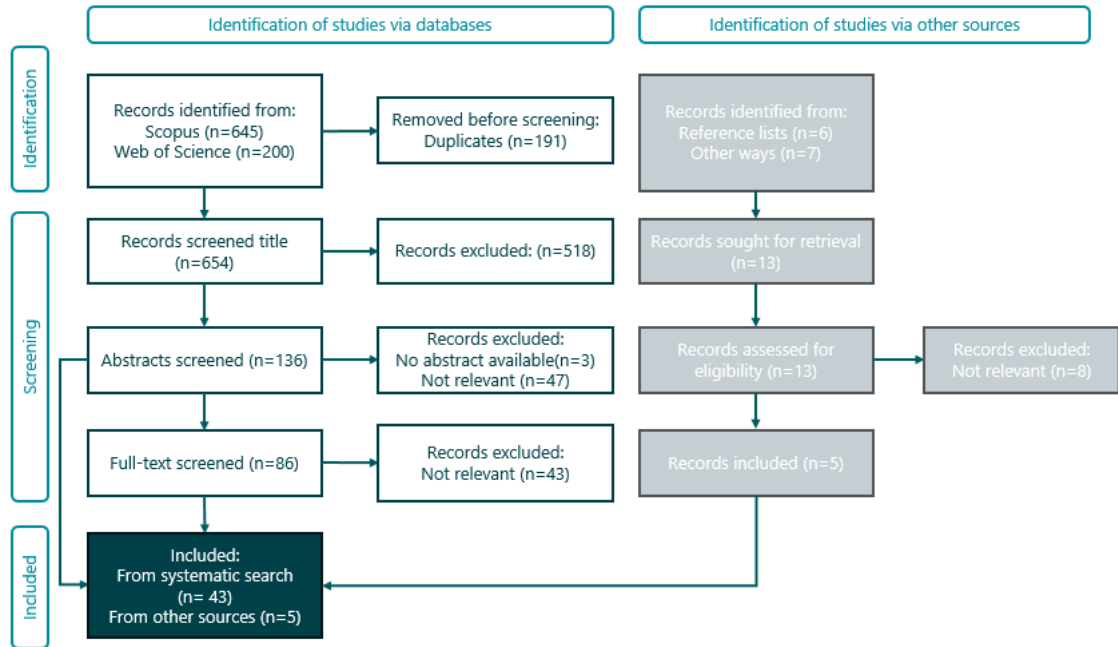 Identification of studies via databases
Identification of studies via other sources
Identification
Records identified from:
Scopus (n=645)
Web of Science (n=200)
Removed before screening:
Duplicates (n=191)
Records identified from:
Reference lists (n=6)
Other ways (n=7)
Screening
Records screened title
(n=654)
Records excluded: (n=518)
Records sought for retrieval
(n=13)
Abstracts screened (n=136)
Records excluded:
No abstract available(n=3)
Not relevant (n=47)
Records assessed for
eligibility (n=13)
Records excluded:
Not relevant (n=8)
Full-text screened (n=86)
Records excluded:
Not relevant (n=43)
Records included (n=5)
Included
Included:
From systematic search
(n= 43)
From other sources (n=5)